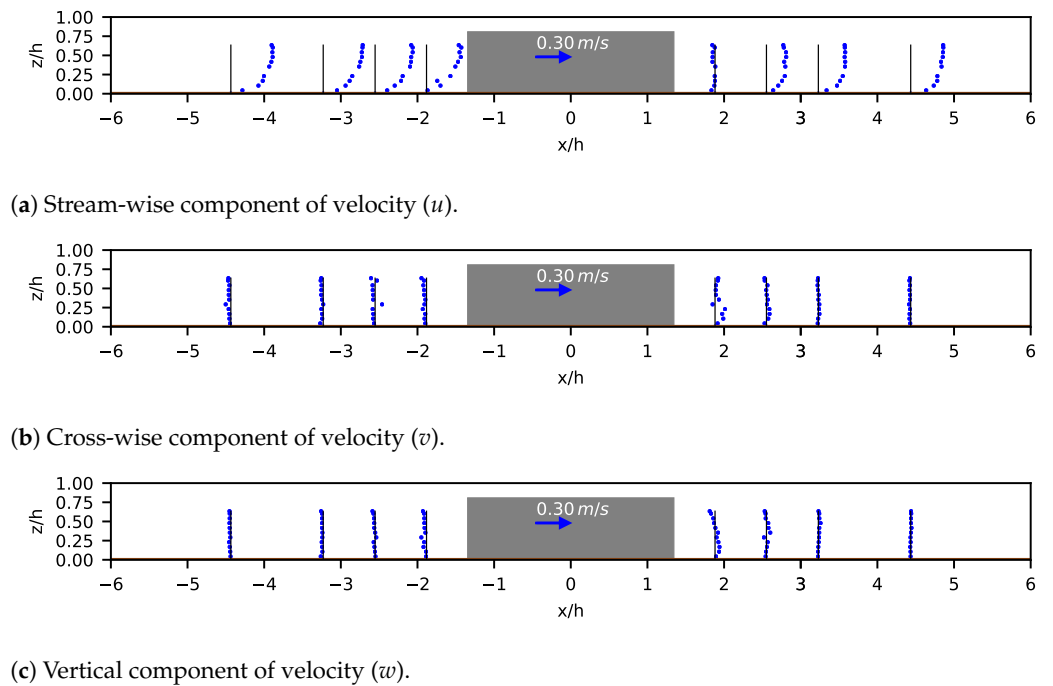 1.00
0.75
0.50
0.25
0.00
z/h
0.30 m/s
−6 −5 −4 −3 −2 −1 0 1 2 3 4 5 6
x/h
(a) Stream-wise component of velocity (u).
1.00
0.75
0.50
0.25
0.00
z/h
0.30 m/s
−6 −5 −4 −3 −2 −1 0 1 2 3 4 5 6
x/h
(b) Cross-wise component of velocity (v).
1.00
0.75
0.50
0.25
0.00
z/h
0.30 m/s
−6 −5 −4 −3 −2 −1 0 1 2 3 4 5 6
x/h
(c) Vertical component of velocity (w).